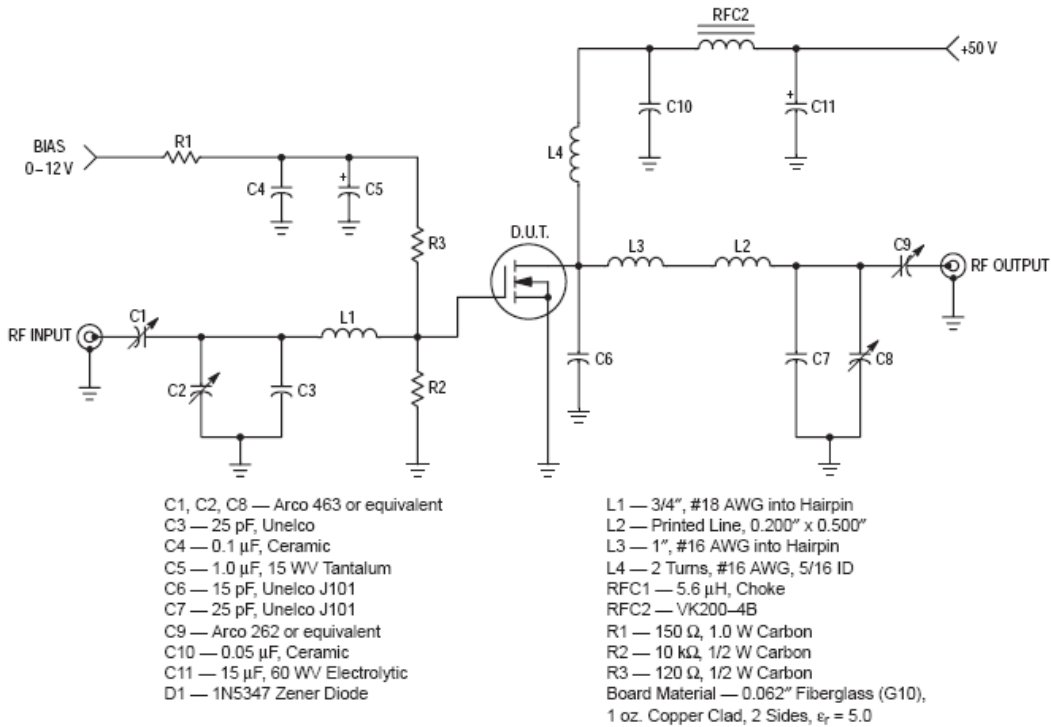 RFC2
+50 V
+
C10
C11
R1
BIAS
0–12 V
L4
C4
+
C5
R3
D.U.T.
L3
L2
C9
RF OUTPUT
C1
L1
RF INPUT
C2
C3
R2
C6
C7
C8
C1, C2, C8 — Arco 463 or equivalent
C3 — 25 pF, Unelco
C4 — 0.1 μF, Ceramic
C5 — 1.0 μF, 15 WV Tantalum
C6 — 15 pF, Unelco J101
C7 — 25 pF, Unelco J101
C9 — Arco 262 or equivalent
C10 — 0.05 μF, Ceramic
C11 — 15 μF, 60 WV Electrolytic
D1 — 1N5347 Zener Diode
L1 — 3/4″, #18 AWG into Hairpin
L2 — Printed Line, 0.200″ x 0.500″
L3 — 1″, #16 AWG into Hairpin
L4 — 2 Turns, #16 AWG, 5/16 ID
RFC1 — 5.6 μH, Choke
RFC2 — VK200–4B
R1 — 150 Ω, 1.0 W Carbon
R2 — 10 kΩ, 1/2 W Carbon
R3 — 120 Ω, 1/2 W Carbon
Board Material — 0.062″ Fiberglass (G10),
1 oz. Copper Clad, 2 Sides, εr = 5.0